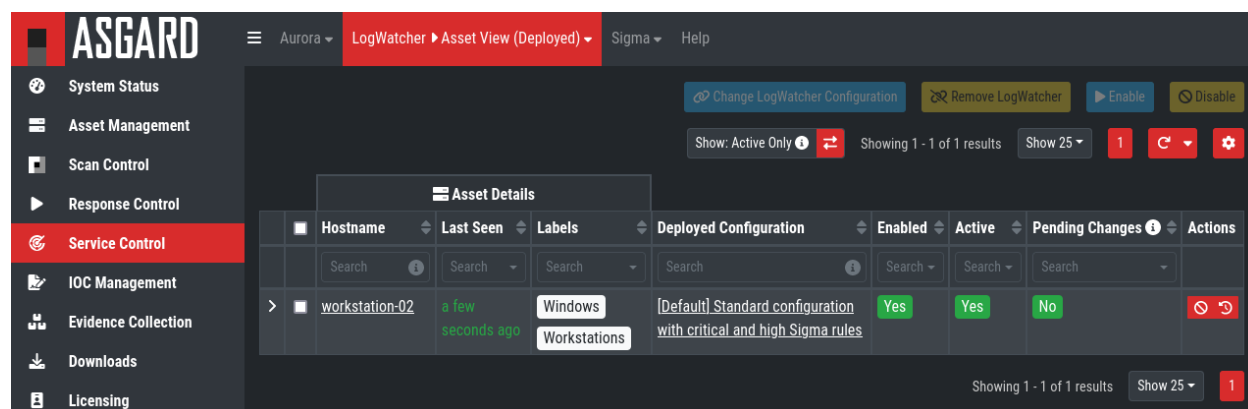 ASGARD
Aurora LogWatcher Asset View (Deployed) Sigma Help
System Status
Asset Management
Scan Control
Response Control
Service Control
IOC Management
Evidence Collection
Downloads
Licensing
Change LogWatcher Configuration Remove LogWatcher Enable Disable
Show: Active Only Showing 1 - 1 of 1 results Show 25 1
Asset Details
Hostname Last Seen Labels Deployed Configuration Enabled Active Pending Changes Actions
Search Search Search Search Search Search Search
workstation-02 a few Windows [Default] Standard configuration Yes Yes No
seconds ago Workstations with critical and high Sigma rules
Showing 1 - 1 of 1 results Show 25 1